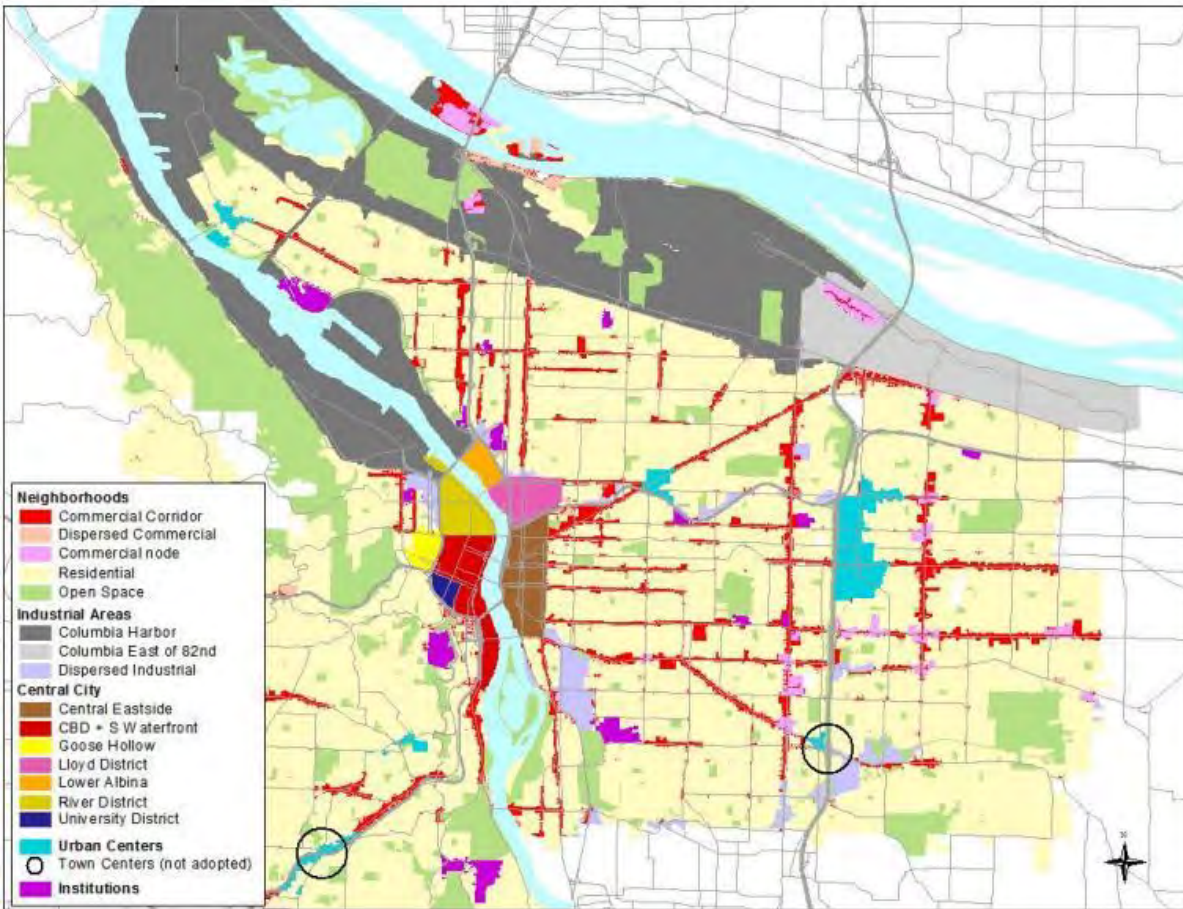 Neighborhoods
Commercial Corridor
Dispersed Commercial
Commercial node
Residential
Open Space
Industrial Areas
Columbia Harbor
Columbia East of 82nd
Dispersed Industrial
Central City
Central Eastside
CBD + S Waterfront
Goose Hollow
Lloyd District
Lower Albina
River District
University District
Urban Centers
Town Centers (not adopted)
Institutions